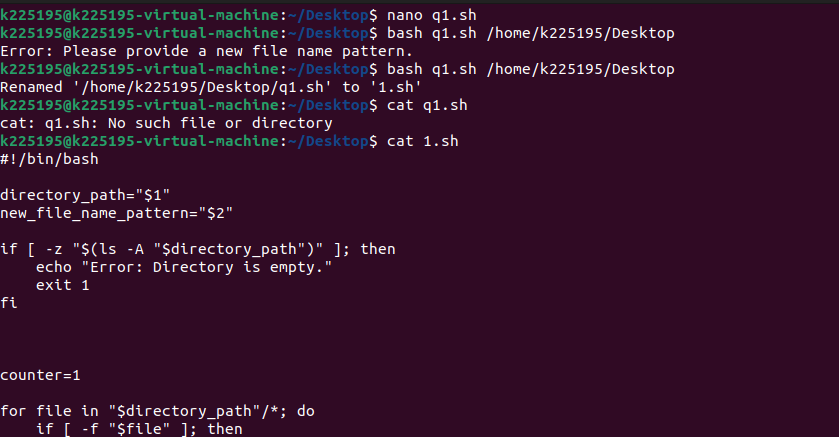 k225195@k225195-virtual-machine:~/Desktop$ nano q1.sh
k225195@k225195-virtual-machine:~/Desktop$ bash q1.sh /home/k225195/Desktop
Error: Please provide a new file name pattern.
k225195@k225195-virtual-machine:~/Desktop$ bash q1.sh /home/k225195/Desktop
Renamed '/home/k225195/Desktop/q1.sh' to '1.sh'
k225195@k225195-virtual-machine:~/Desktop$ cat q1.sh
cat: q1.sh: No such file or directory
k225195@k225195-virtual-machine:~/Desktop$ cat 1.sh
#!/bin/bash
directory_path="$1"
new_file_name_pattern="$2"
if [ -z "$(ls -A "$directory_path")" ]; then
    echo "Error: Directory is empty."
    exit 1
fi
counter=1
for file in "$directory_path"/*; do
    if [ -f "$file" ]; then